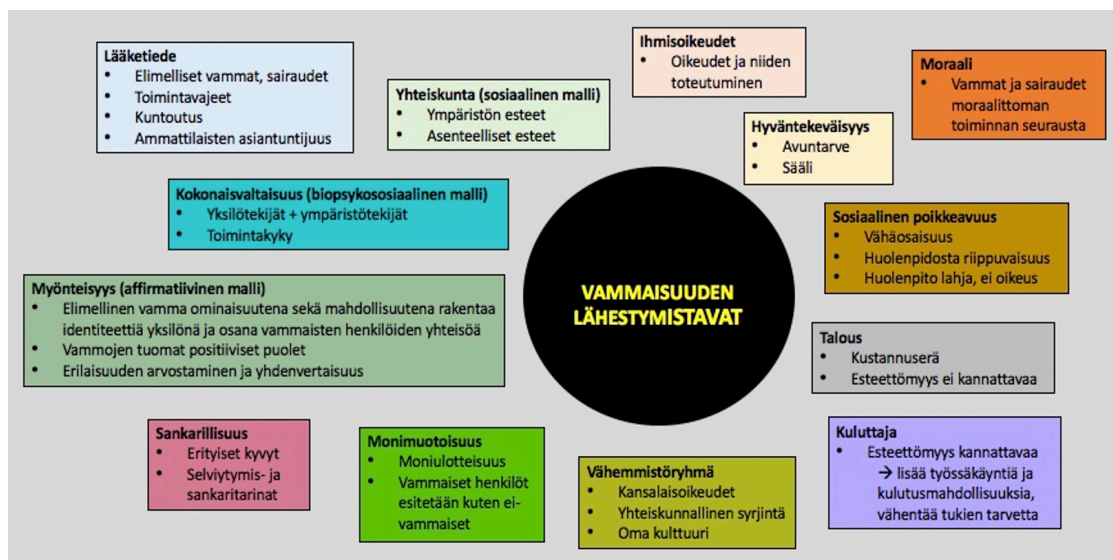 Lääketiede
• Elimelliset vammat, sairaudet
• Toimintavajeet
• Kuntoutus
• Ammattilaisten asiantuntijuus
Yhteiskunta (sosiaalinen malli)
• Ympäristön esteet
• Asenteelliset esteet
Ihmisoikeudet
• Oikeudet ja niiden
toteutuminen
Moraali
• Vammat ja sairaudet
moraalittoman
toiminnan seurausta
Hyväntekeväisyys
• Avuntarve
• Sääli
Kokonaisvaltaisuus (biopsykososiaalinen malli)
• Yksilötekijät + ympäristötekijät
• Toimintakyky
Sosiaalinen poikkeavuus
• Vähäosaisuus
• Huolenpidosta riippuvaisuus
• Huolenpito lahja, ei oikeus
Myönteisyys (affirmatiivinen malli)
• Elimellinen vamma ominaisuutena sekä mahdollisuutena rakentaa
identiteettiä yksilönä ja osana vammaisten henkilöiden yhteisöä
• Vammojen tuomat positiiviset puolet
• Erilaisuuden arvostaminen ja yhdenvertaisuus
VAMMAISUUDEN
LÄHESTYMISTAVAT
Talous
• Kustannuserä
• Esteettömyys ei kannattavaa
Sankarillisuus
• Erityiset kyvyt
• Selviytymis- ja
sankaritarinat
Monimuotoisuus
• Moniulotteisuus
• Vammaiset henkilöt
esitetään kuten ei-
vammaiset
Vähemmistöryhmä
• Kansalaisoikeudet
• Yhteiskunnallinen syrjintä
• Oma kulttuuri
Kuluttaja
• Esteettömyys kannattavaa
→ lisää työssäkäyntiä ja
kulutusmahdollisuuksia,
vähentää tukien tarvetta